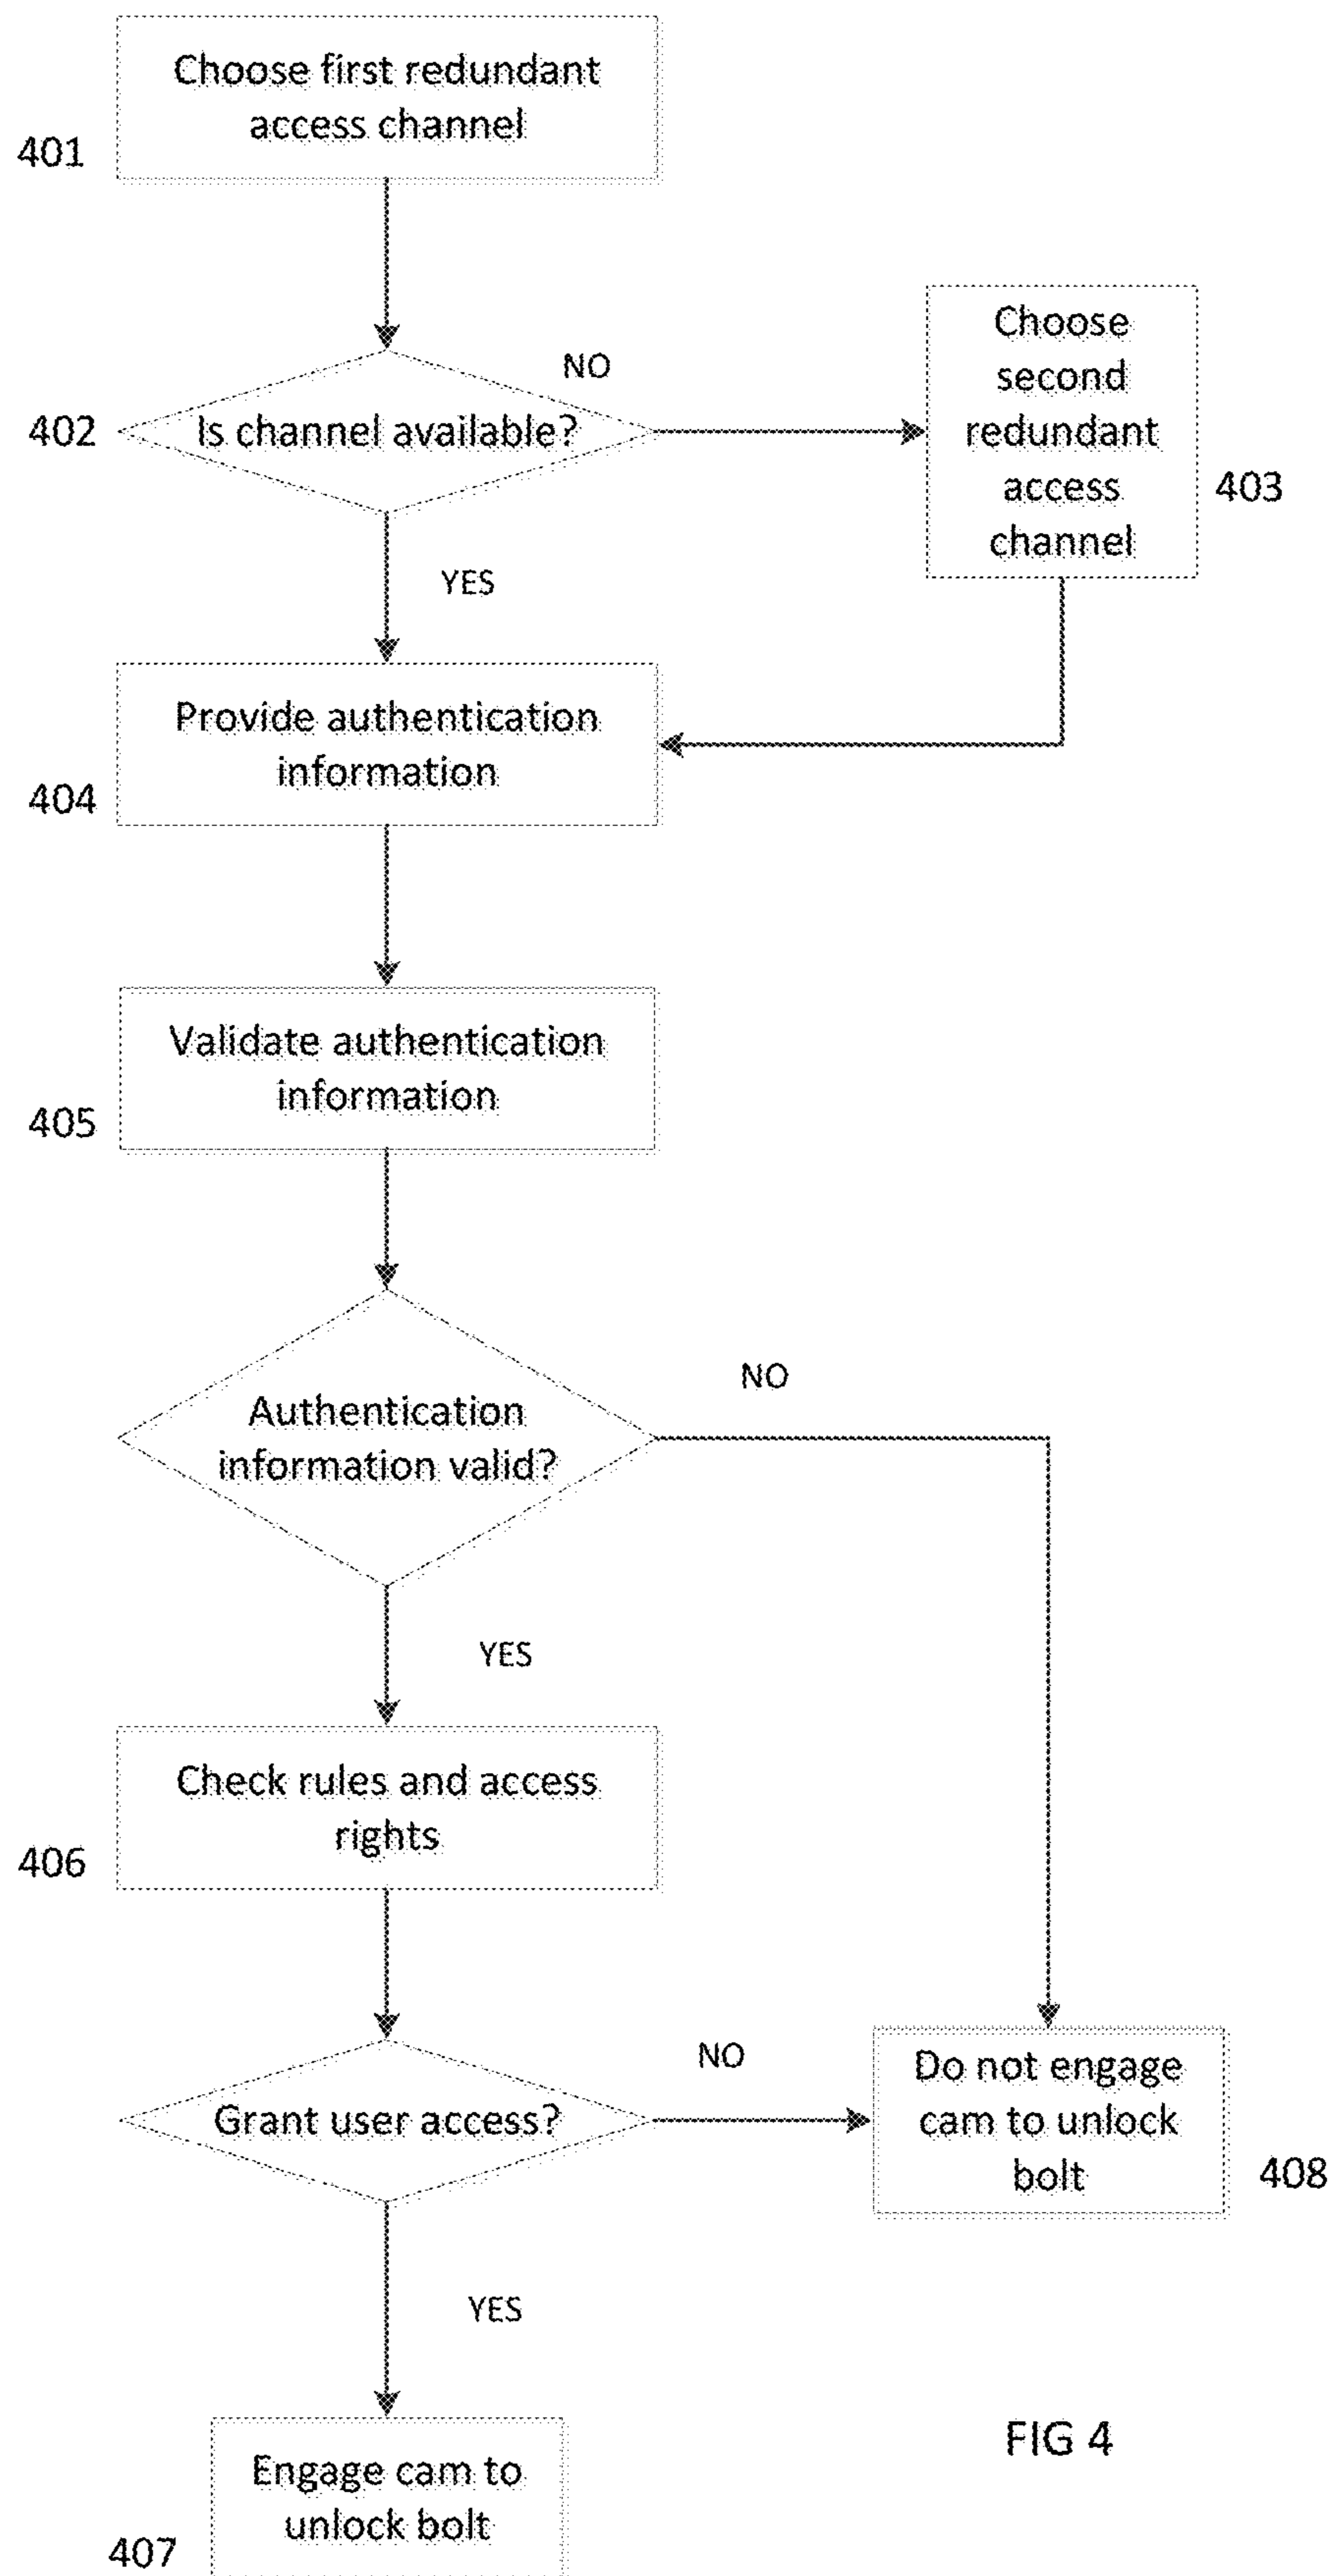 Choose first redundant
access channel
401
Is channel available?
402
NO
Choose
second
redundant
access
channel
403
YES
Provide authentication
information
404
Validate authentication
information
405
Authentication
information valid?
NO
YES
Check rules and access
rights
406
Grant user access?
NO
Do not engage
cam to unlock
bolt
408
YES
Engage cam to
unlock bolt
407
FIG 4